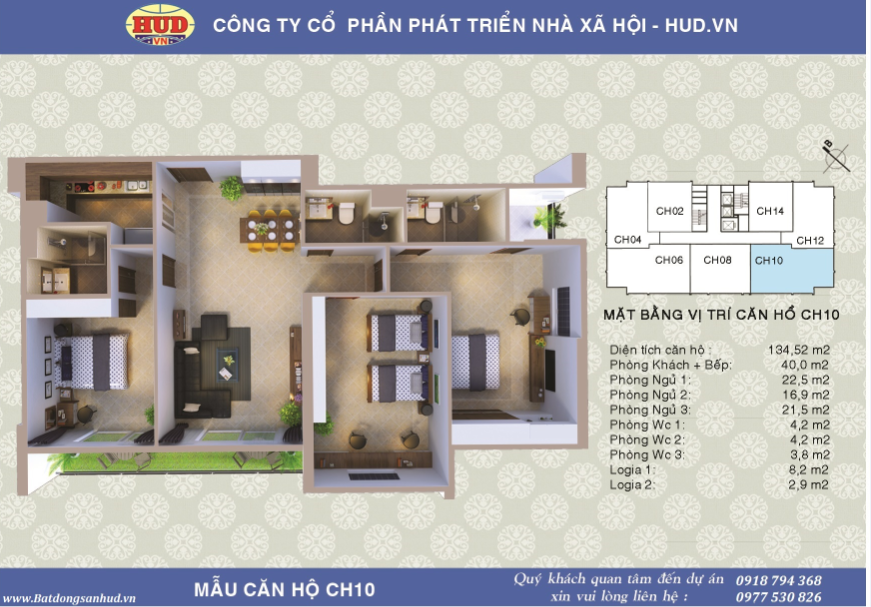 HUD
VN
CÔNG TY CỔ PHẦN PHÁT TRIỂN NHÀ XÃ HỘI - HUD.VN
B
CH02
CH14
CH04
CH12
CH06
CH08
CH10
MẶT BẰNG VỊ TRÍ CĂN HỒ CH10
Diện tích căn hộ : 134,52 m2
Phòng Khách + Bếp: 40,0 m2
Phòng Ngủ 1: 22,5 m2
Phòng Ngủ 2: 16,9 m2
Phòng Ngủ 3: 21,5 m2
Phòng Wc 1: 4,2 m2
Phòng Wc 2: 4,2 m2
Phòng Wc 3: 3,8 m2
Logia 1: 8,2 m2
Logia 2: 2,9 m2
www.Batdongsanhud.vn
MẪU CĂN HỘ CH10
Quý khách quan tâm đến dự án 0918 794 368
xin vui lòng liên hệ : 0977 530 826